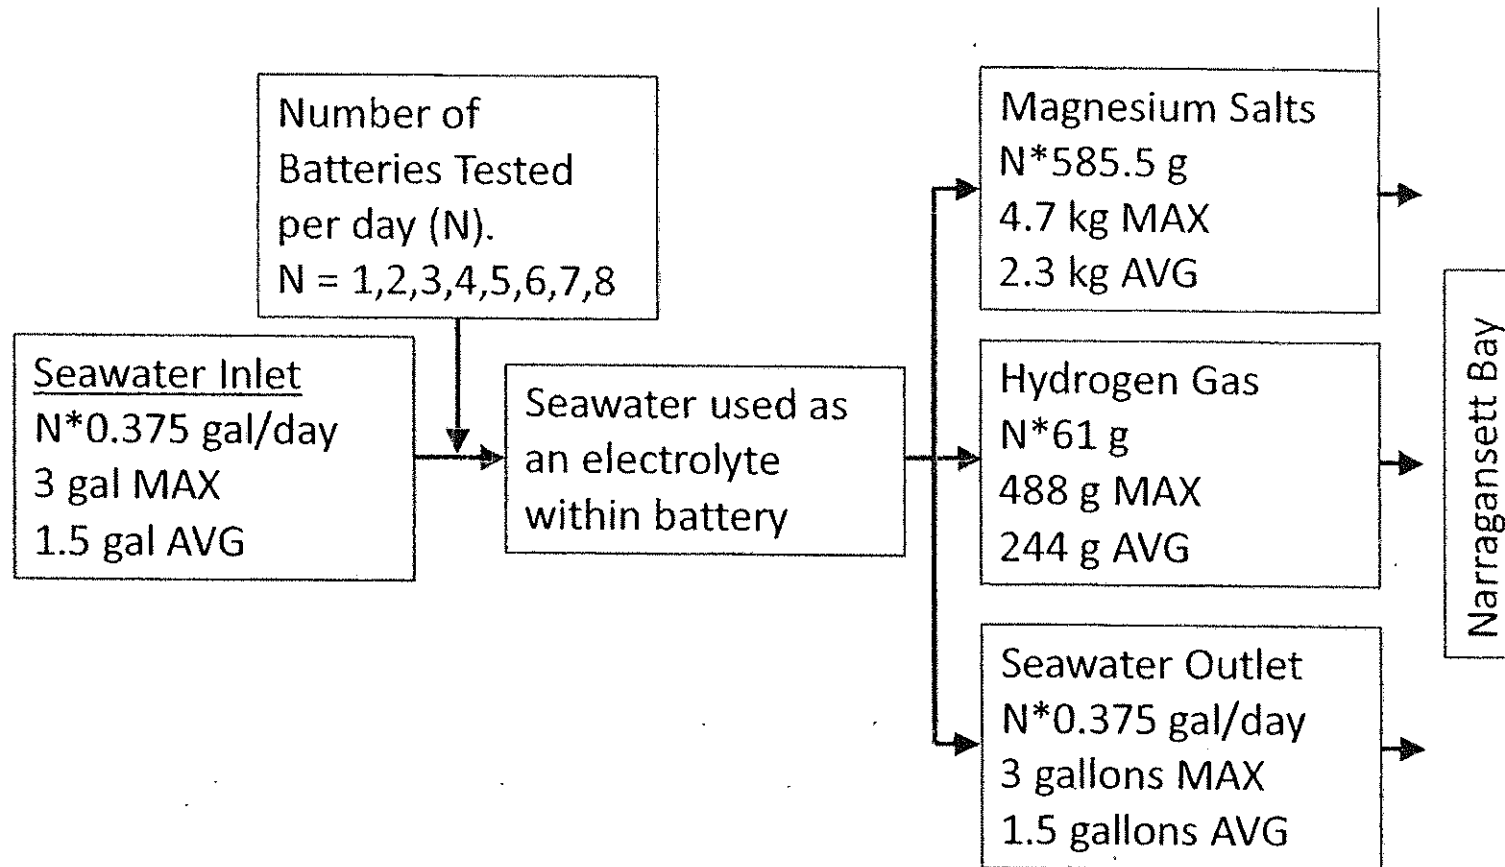 Number of
Batteries Tested
per day (N).
N = 1,2,3,4,5,6,7,8
Seawater Inlet
N*0.375 gal/day
3 gal MAX
1.5 gal AVG
Seawater used as
an electrolyte
within battery
Magnesium Salts
N*585.5 g
4.7 kg MAX
2.3 kg AVG
Hydrogen Gas
N*61 g
488 g MAX
244 g AVG
Seawater Outlet
N*0.375 gal/day
3 gallons MAX
1.5 gallons AVG
Narragansett Bay